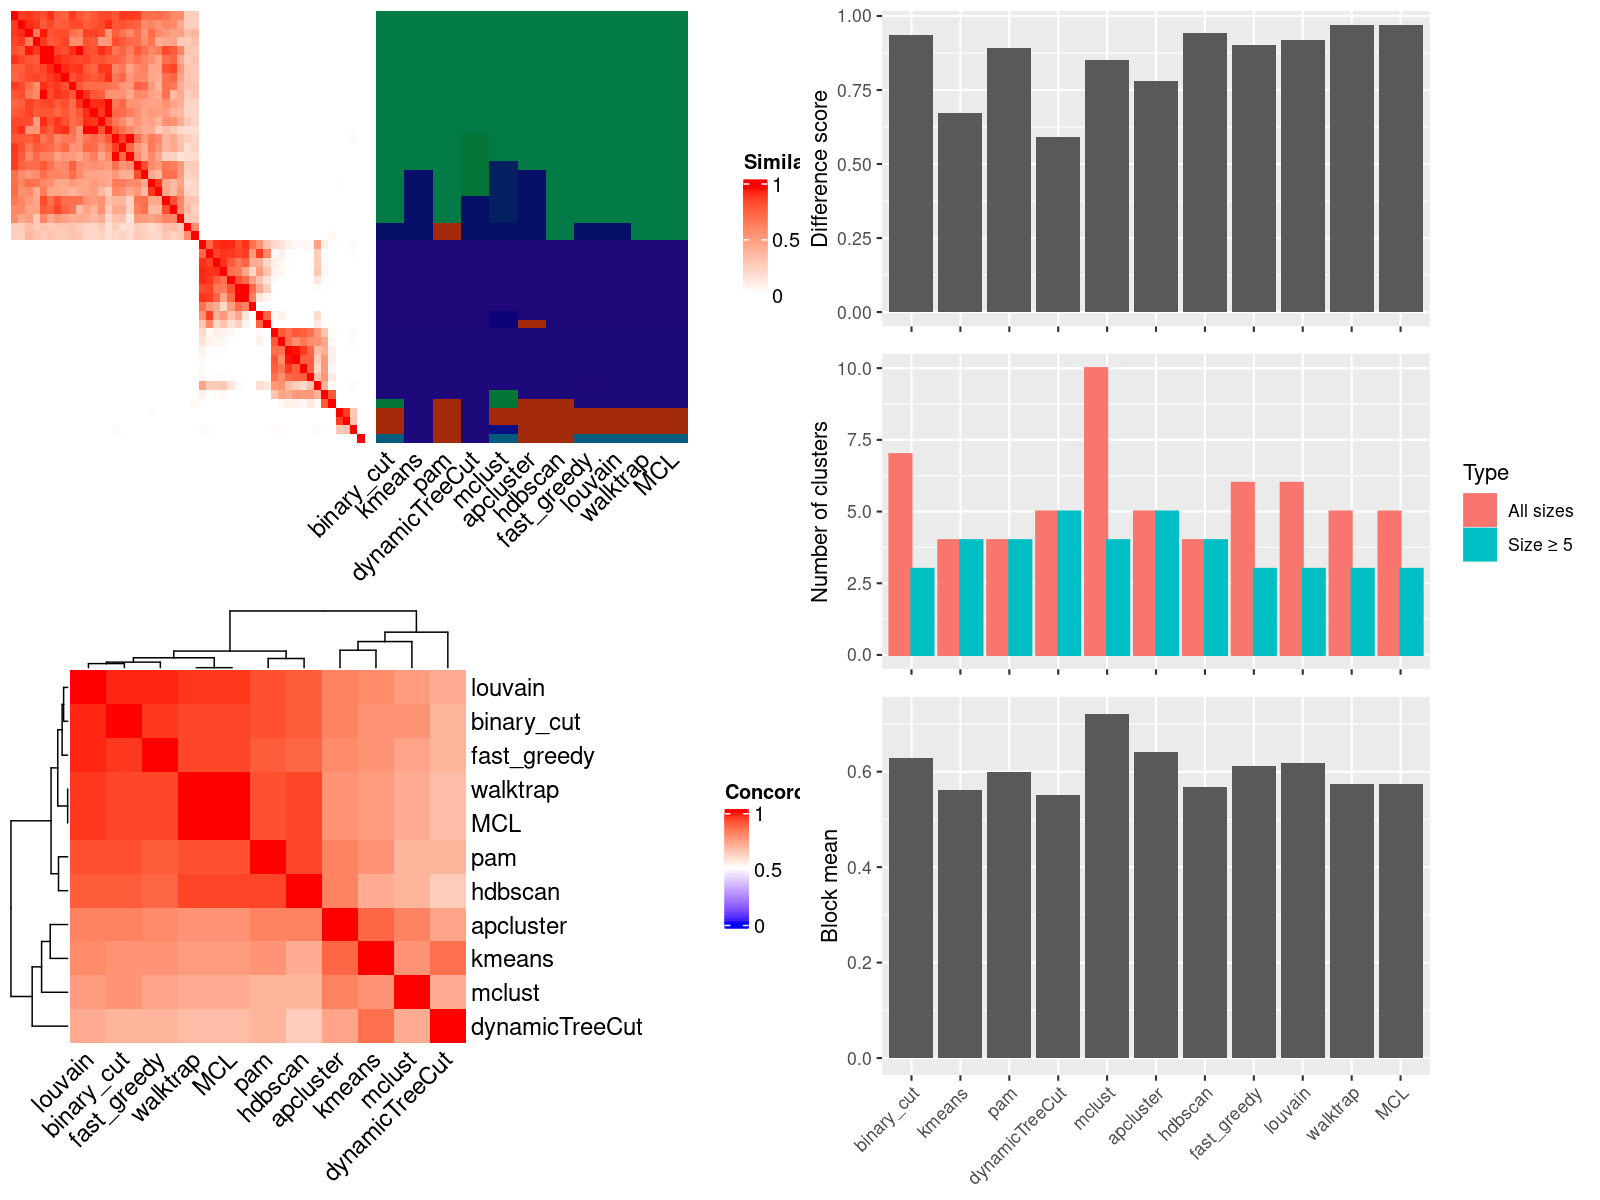 Simila
1
0.5
0
binary_cut
kmeans
pam
dynamicTreeCut
mclust
apcluster
hdbscan
fast_greedy
louvain
walktrap
MCL
louvain
binary_cut
fast_greedy
walktrap
MCL
pam
hdbscan
apcluster
kmeans
mclust
dynamicTreeCut
louvain
binary_cut
fast_greedy
walktrap
MCL
pam
hdbscan
apcluster
kmeans
mclust
dynamicTreeCut
Concorc
1
0.5
0
Difference score
1.00
0.75
0.50
0.25
0.00
Number of clusters
10.0
7.5
5.0
2.5
0.0
Type
All sizes
Size ≥ 5
Block mean
0.6
0.4
0.2
0.0
binary_cut
kmeans
pam
dynamicTreeCut
mclust
apcluster
hdbscan
fast_greedy
louvain
walktrap
MCL